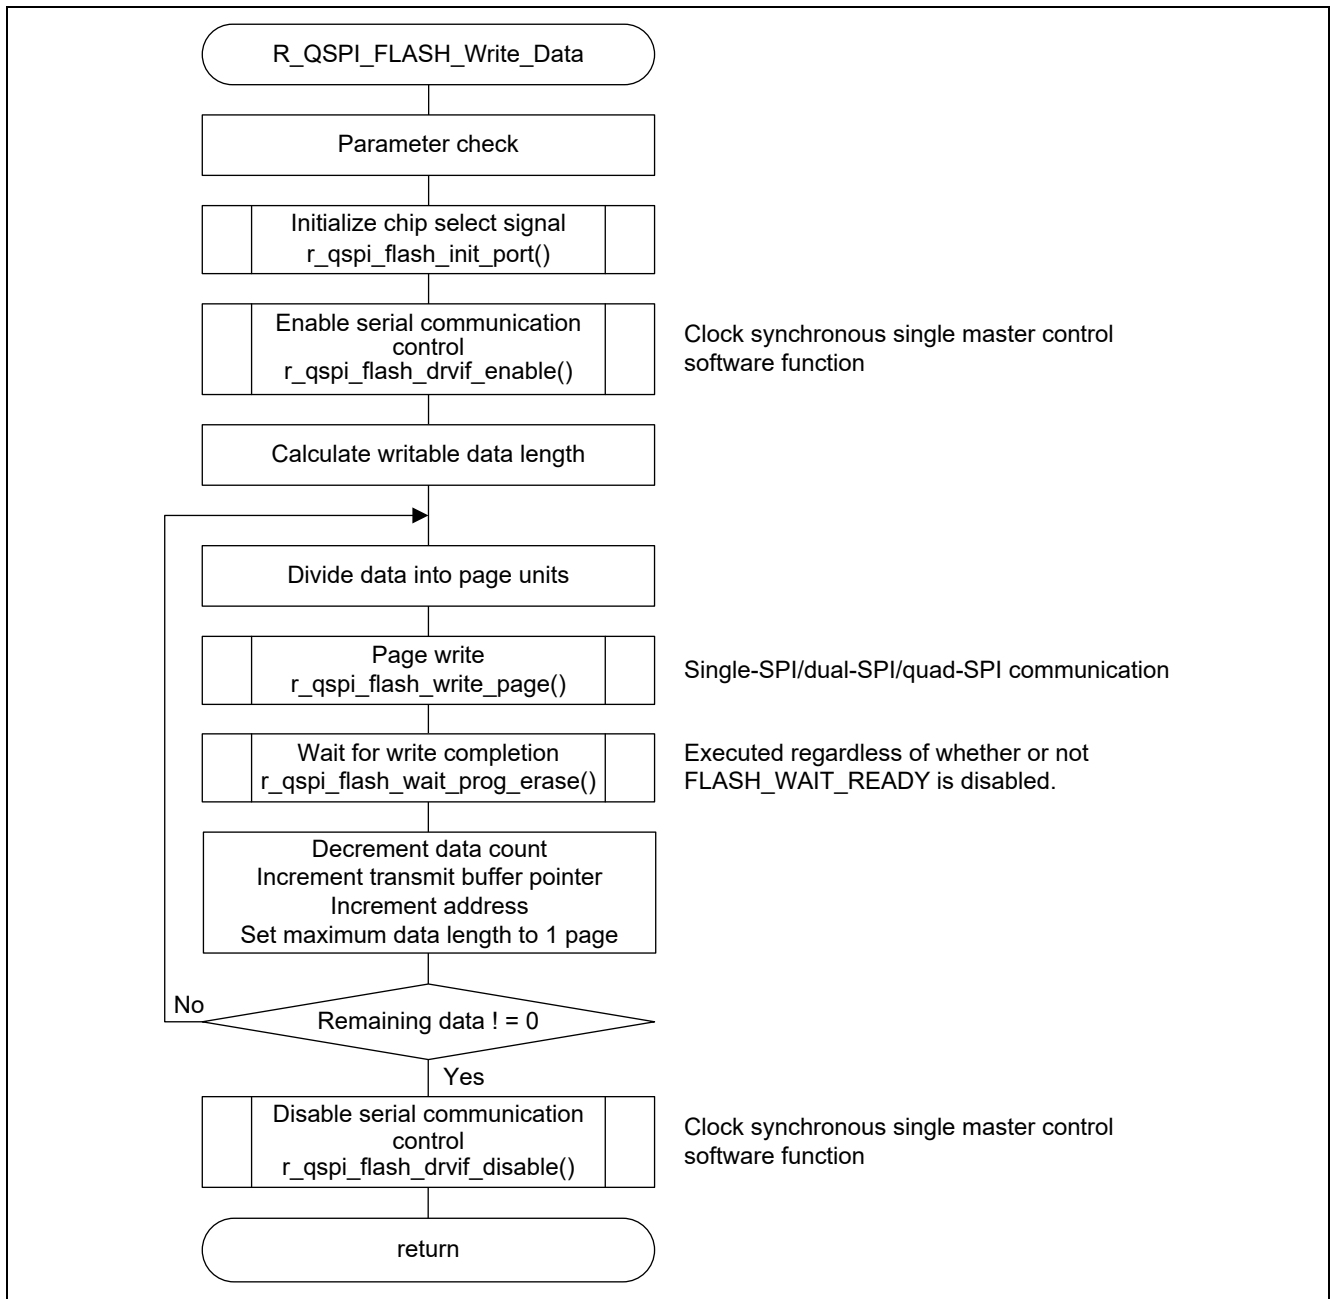 R_QSPI_FLASH_Write_Data
Parameter check
Initialize chip select signal
r_qspi_flash_init_port()
Enable serial communication
control
r_qspi_flash_drvif_enable()
Clock synchronous single master control
software function
Calculate writable data length
Divide data into page units
Page write
r_qspi_flash_write_page()
Single-SPI/dual-SPI/quad-SPI communication
Wait for write completion
r_qspi_flash_wait_prog_erase()
Executed regardless of whether or not
FLASH_WAIT_READY is disabled.
Decrement data count
Increment transmit buffer pointer
Increment address
Set maximum data length to 1 page
No
Remaining data ! = 0
Yes
Disable serial communication
control
r_qspi_flash_drvif_disable()
Clock synchronous single master control
software function
return